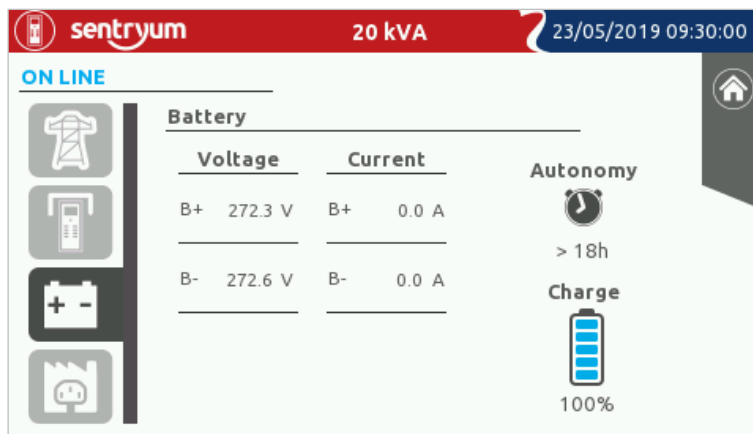 sentryum 20 kVA 23/05/2019 09:30:00
ON LINE
Battery
Voltage Current
Autonomy
B+ 272.3 V B+ 0.0 A
> 18h
B- 272.6 V B- 0.0 A
Charge
+ -
100%